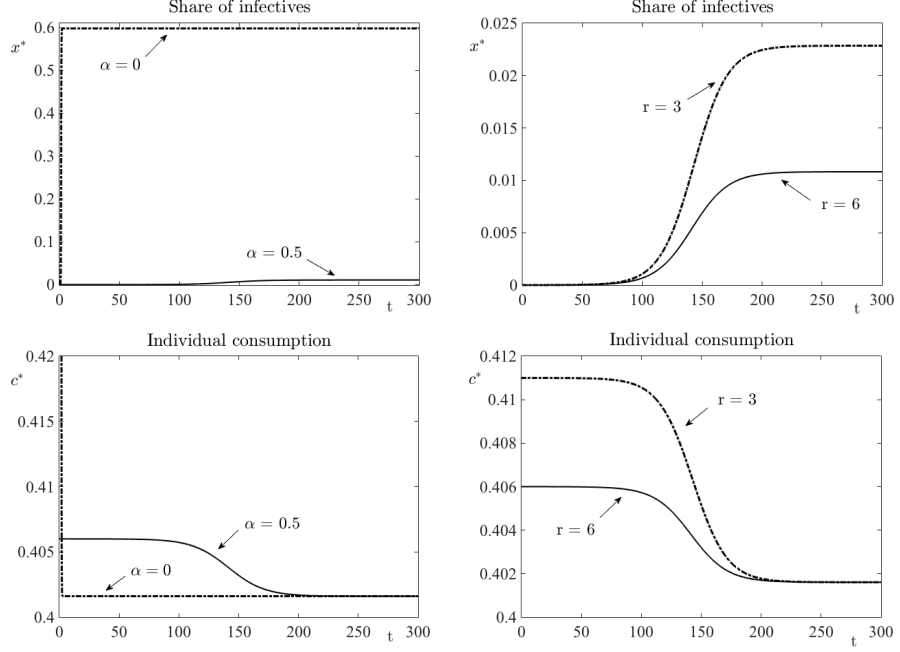 Share of infectives
x*
0.6
0.5
0.4
0.3
0.2
0.1
0
α = 0
α = 0.5
0 50 100 150 200 250 300
t
Share of infectives
x*
0.025
0.02
0.015
0.01
0.005
0
r = 3
r = 6
0 50 100 150 200 250 300
t
Individual consumption
c*
0.42
0.415
0.41
0.405
0.4
α = 0.5
α = 0
0 50 100 150 200 250 300
t
Individual consumption
c*
0.412
0.41
0.408
0.406
0.404
0.402
0.4
r = 3
r = 6
0 50 100 150 200 250 300
t